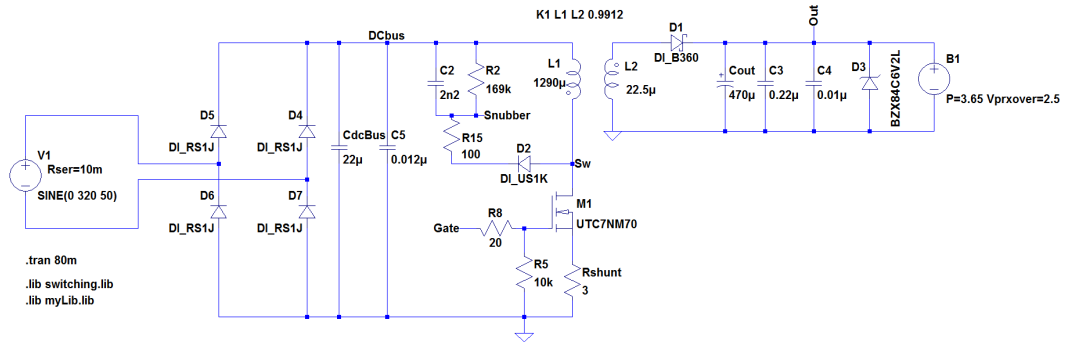 K1 L1 L2 0.9912
Out
DCbus
D1
DI_B360
C2
2n2
R2
169k
L1
1290µ
L2
22.5µ
Cout
470µ
C3
0.22µ
C4
0.01µ
D3
BZX84C6V2L
B1
P=3.65 Vprxover=2.5
Snubber
D5
DI_RS1J
D4
DI_RS1J
CdcBus
22µ
C5
0.012µ
R15
100
D2
DI_US1K
Sw
V1
Rser=10m
SINE(0 320 50)
D6
DI_RS1J
D7
DI_RS1J
M1
UTC7NM70
Gate
R8
20
R5
10k
Rshunt
3
.tran 80m
.lib switching.lib
.lib myLib.lib